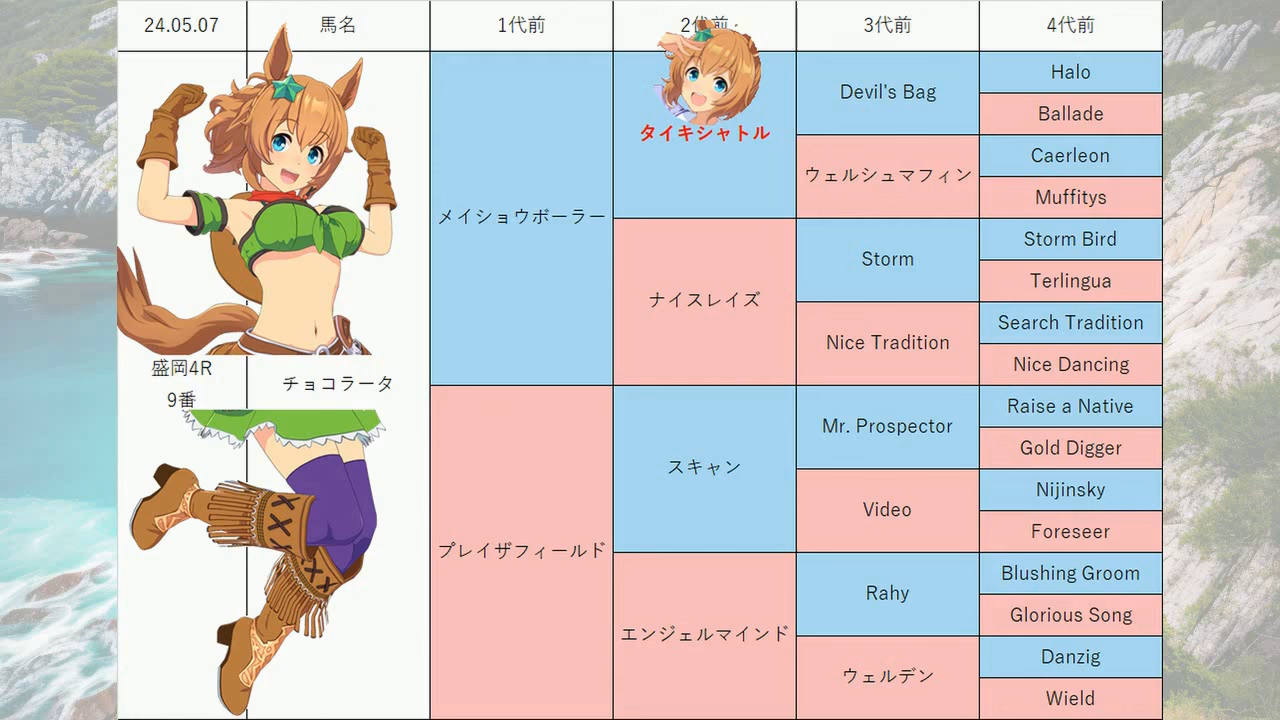 24.05.07 馬名 1代前 2代前 3代前 4代前
タイキシャトル
盛岡4R
9番
チョコラータ
メイショウボーラー
プレイザフィールド
ナイスレイズ
スキャン
エンジェルマインド
Devil's Bag
ウェルシュマフィン
Storm
Nice Tradition
Mr. Prospector
Video
Rahy
ウェルデン
Halo
Ballade
Caerleon
Muffitys
Storm Bird
Terlingua
Search Tradition
Nice Dancing
Raise a Native
Gold Digger
Nijinsky
Foreseer
Blushing Groom
Glorious Song
Danzig
Wield